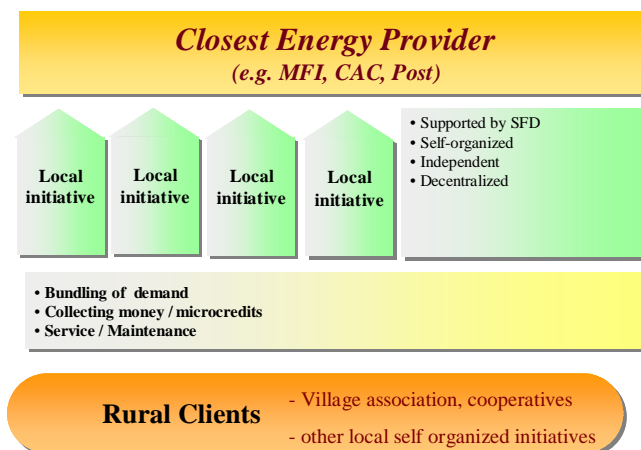 Closest Energy Provider
(e.g. MFI, CAC, Post)
Local
initiative
Local
initiative
Local
initiative
Local
initiative
• Supported by SFD
• Self-organized
• Independent
• Decentralized
• Bundling of demand
• Collecting money / microcredits
• Service / Maintenance
Rural Clients
- Village association, cooperatives
- other local self organized initiatives